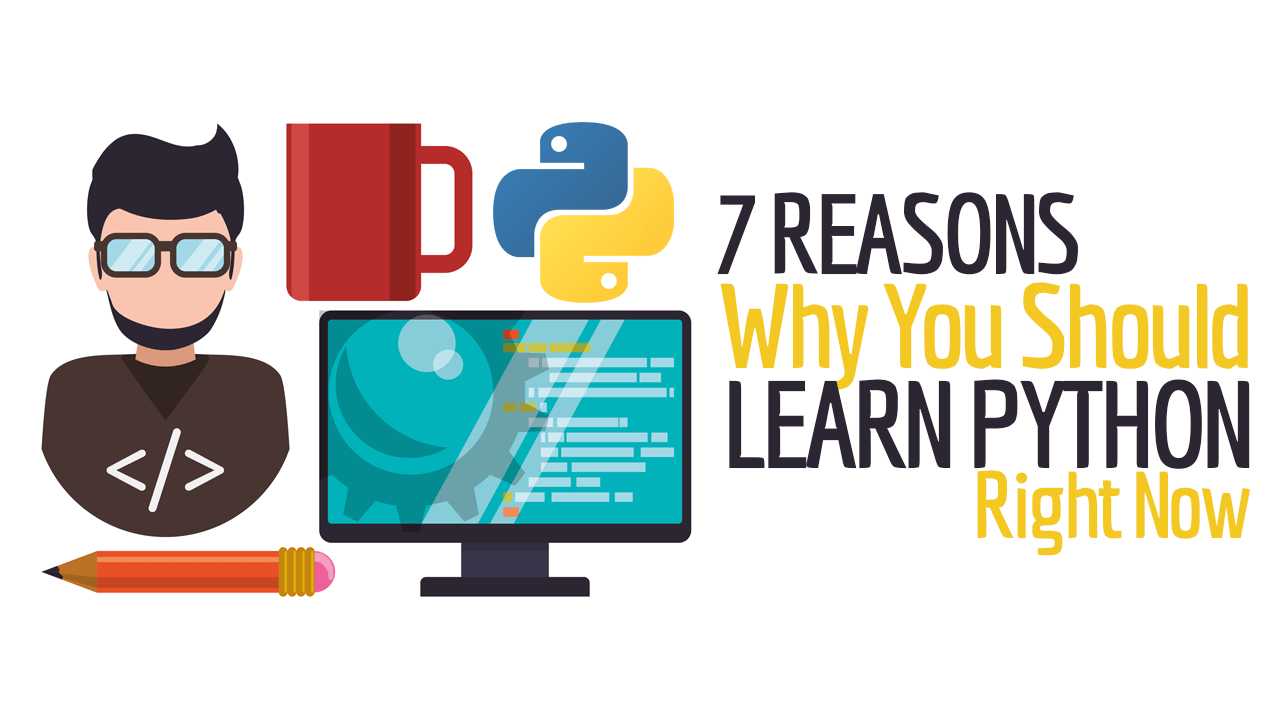 7 REASONS
Why You Should
LEARN PYTHON
Right Now
</>